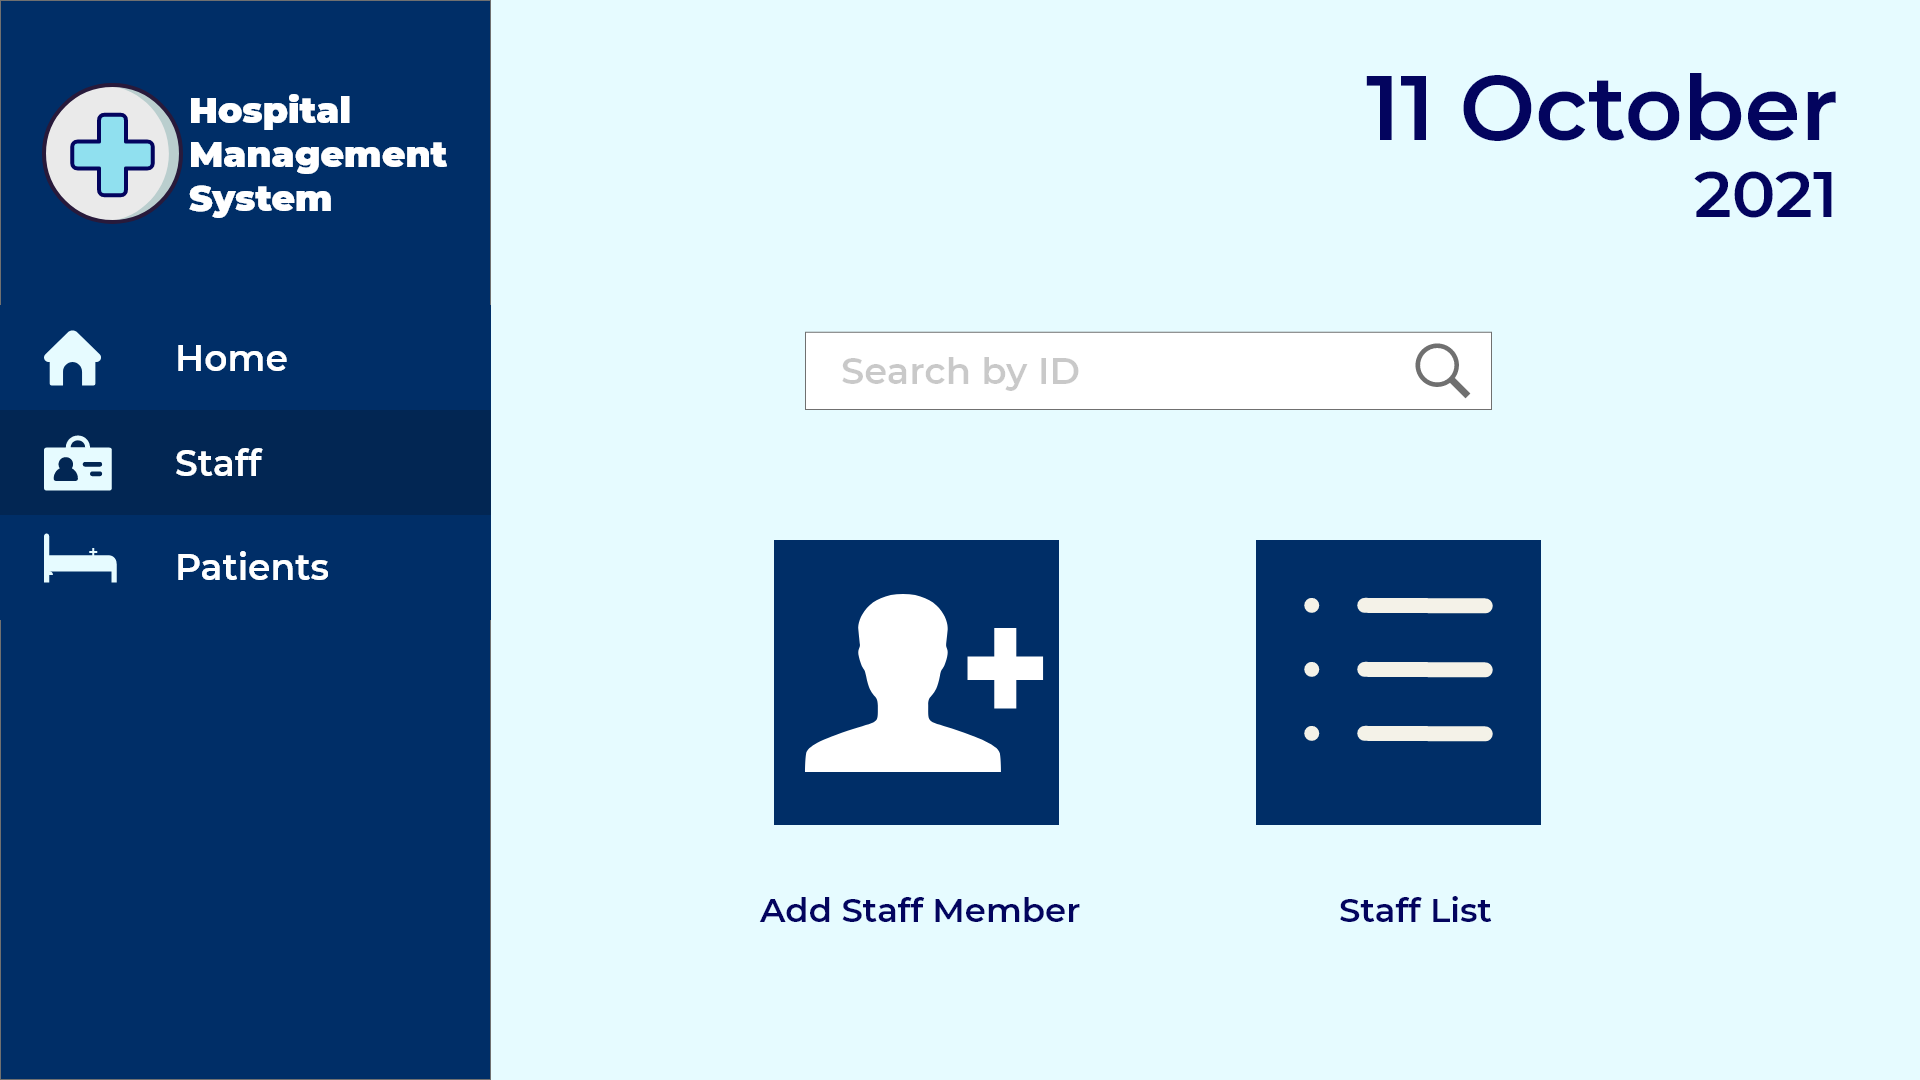 Hospital
Management
System
Home
Staff
Patients
11 October
2021
Search by ID
Add Staff Member
Staff List